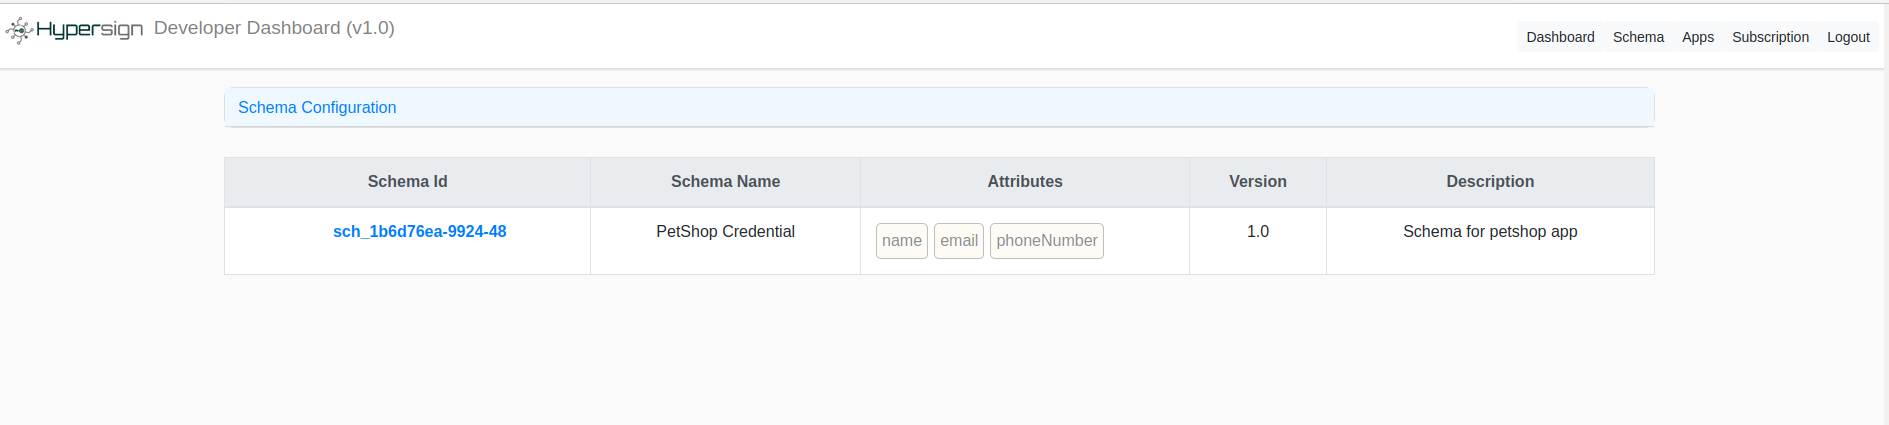 Hypersign Developer Dashboard (v1.0)
Dashboard Schema Apps Subscription Logout
Schema Configuration
Schema Id Schema Name Attributes Version Description
sch_1b6d76ea-9924-48 PetShop Credential name email phoneNumber 1.0 Schema for petshop app